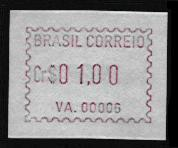 BRASIL CORREIO
Cr$01,00
VA. 00006